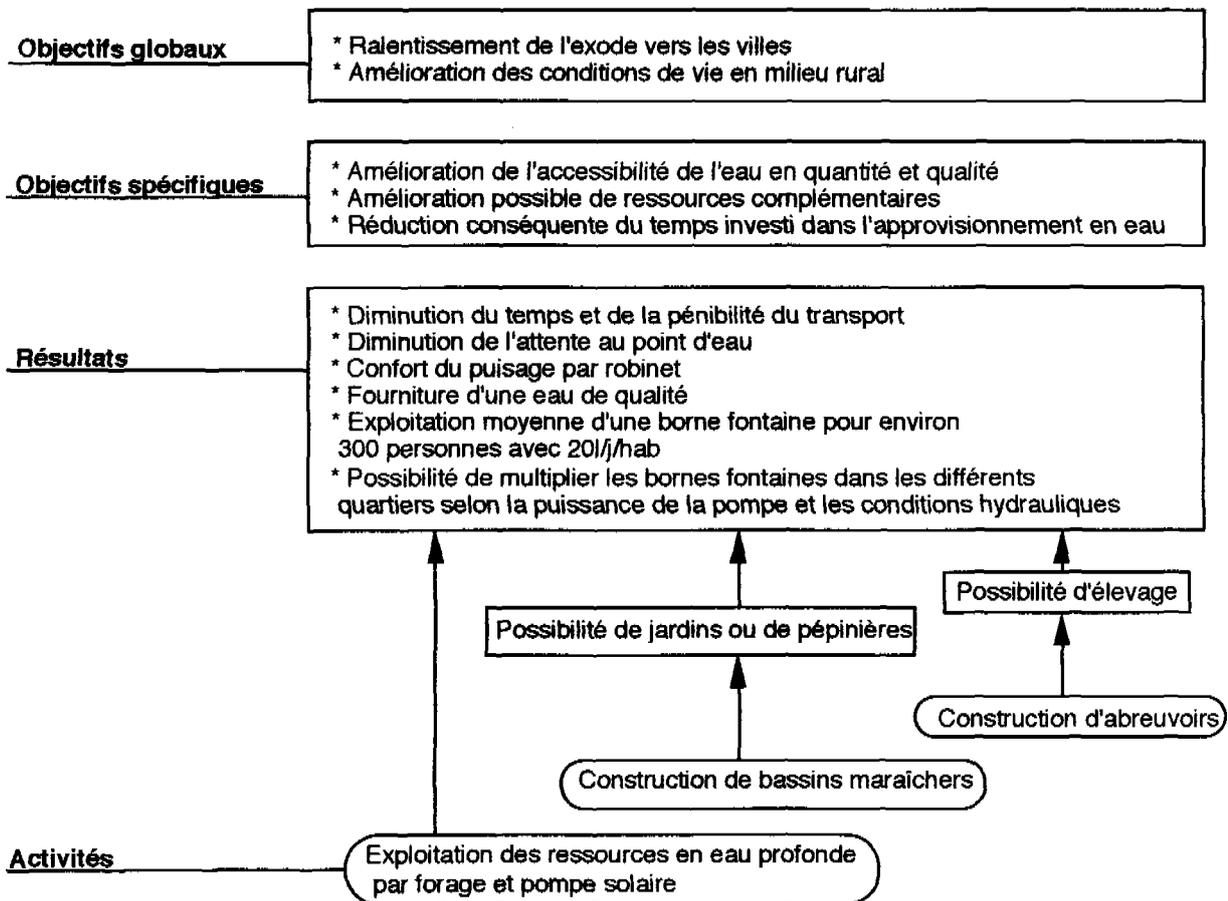 Objectifs globaux
* Ralentissement de l'exode vers les villes
* Amélioration des conditions de vie en milieu rural
Objectifs spécifiques
* Amélioration de l'accessibilité de l'eau en quantité et qualité
* Amélioration possible de ressources complémentaires
* Réduction conséquente du temps investi dans l'approvisionnement en eau
Résultats
* Diminution du temps et de la pénibilité du transport
* Diminution de l'attente au point d'eau
* Confort du puisage par robinet
* Fourniture d'une eau de qualité
* Exploitation moyenne d'une borne fontaine pour environ
300 personnes avec 20l/j/hab
* Possibilité de multiplier les bornes fontaines dans les différents
quartiers selon la puissance de la pompe et les conditions hydrauliques
Possibilité d'élevage
Possibilité de jardins ou de pépinières
Construction d'abreuvoirs
Construction de bassins maraîchers
Activités
Exploitation des ressources en eau profonde
par forage et pompe solaire